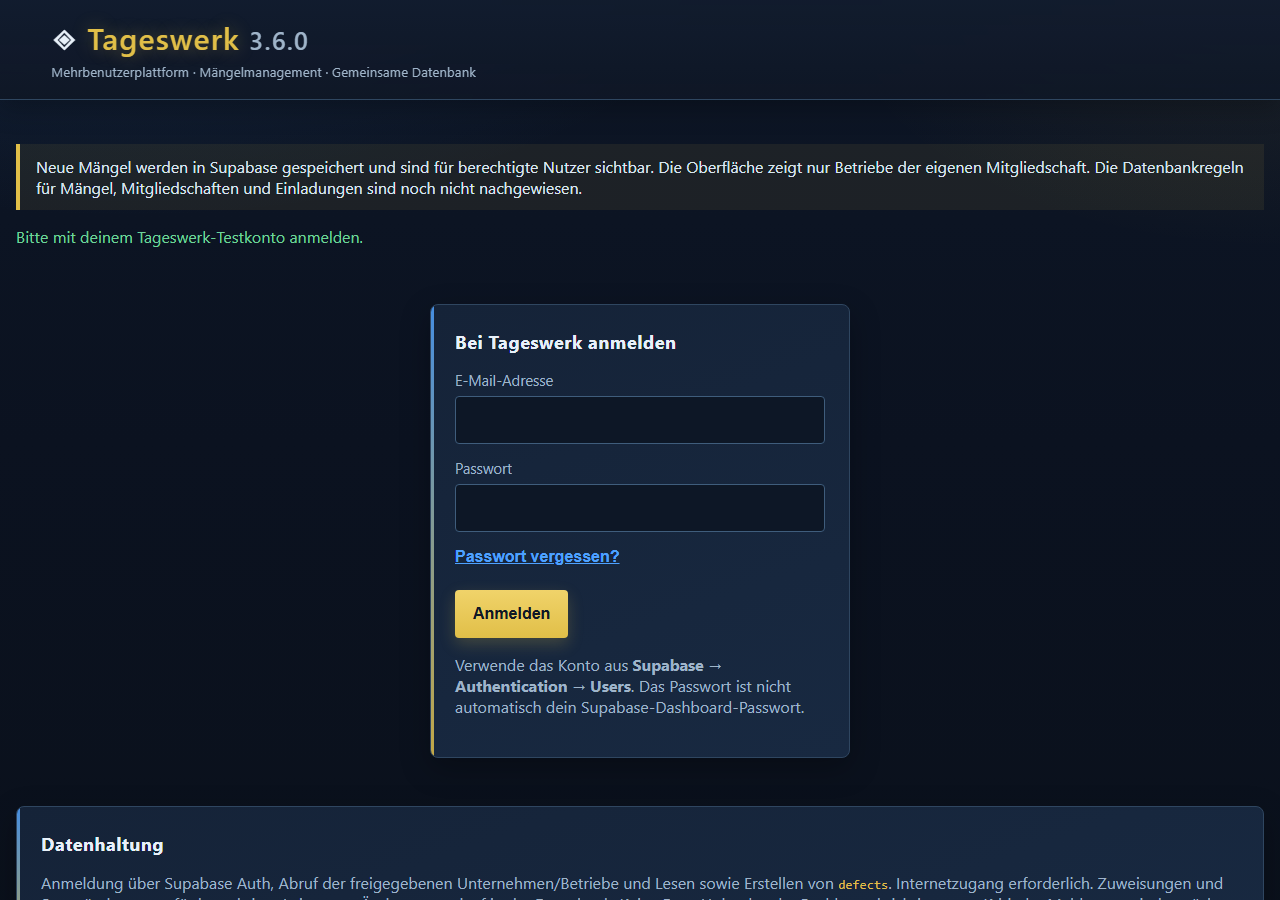 Tageswerk 3.6.0
Mehrbenutzerplattform · Mängelmanagement · Gemeinsame Datenbank
Neue Mängel werden in Supabase gespeichert und sind für berechtigte Nutzer sichtbar. Die Oberfläche zeigt nur Betriebe der eigenen Mitgliedschaft. Die Datenbankregeln
für Mängel, Mitgliedschaften und Einladungen sind noch nicht nachgewiesen.
Bitte mit deinem Tageswerk-Testkonto anmelden.
Bei Tageswerk anmelden
E-Mail-Adresse
Passwort
Passwort vergessen?
Anmelden
Verwende das Konto aus Supabase →
Authentication → Users. Das Passwort ist nicht
automatisch dein Supabase-Dashboard-Passwort.
Datenhaltung
Anmeldung über Supabase Auth, Abruf der freigegebenen Unternehmen/Betriebe und Lesen sowie Erstellen von defects. Internetzugang erforderlich. Zuweisungen und